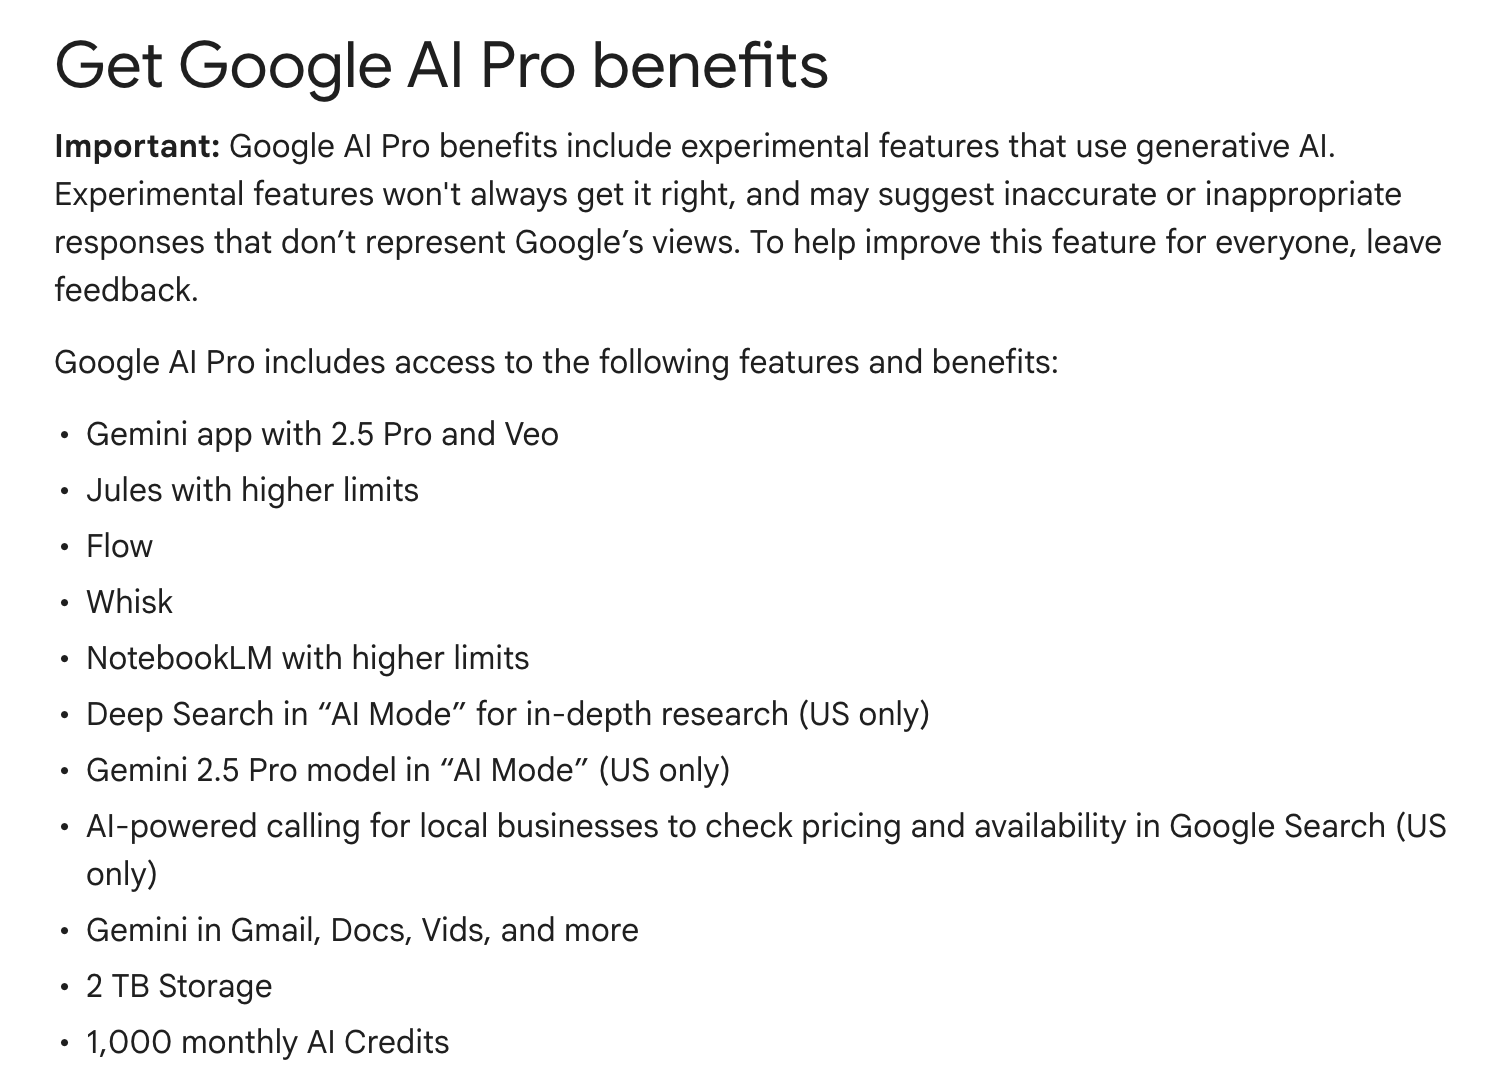 Get Google AI Pro benefits
Important: Google AI Pro benefits include experimental features that use generative AI.
Experimental features won't always get it right, and may suggest inaccurate or inappropriate
responses that don’t represent Google’s views. To help improve this feature for everyone, leave
feedback.
Google AI Pro includes access to the following features and benefits:
• Gemini app with 2.5 Pro and Veo
• Jules with higher limits
• Flow
• Whisk
• NotebookLM with higher limits
• Deep Search in “AI Mode” for in-depth research (US only)
• Gemini 2.5 Pro model in “AI Mode” (US only)
• AI-powered calling for local businesses to check pricing and availability in Google Search (US
only)
• Gemini in Gmail, Docs, Vids, and more
• 2 TB Storage
• 1,000 monthly AI Credits